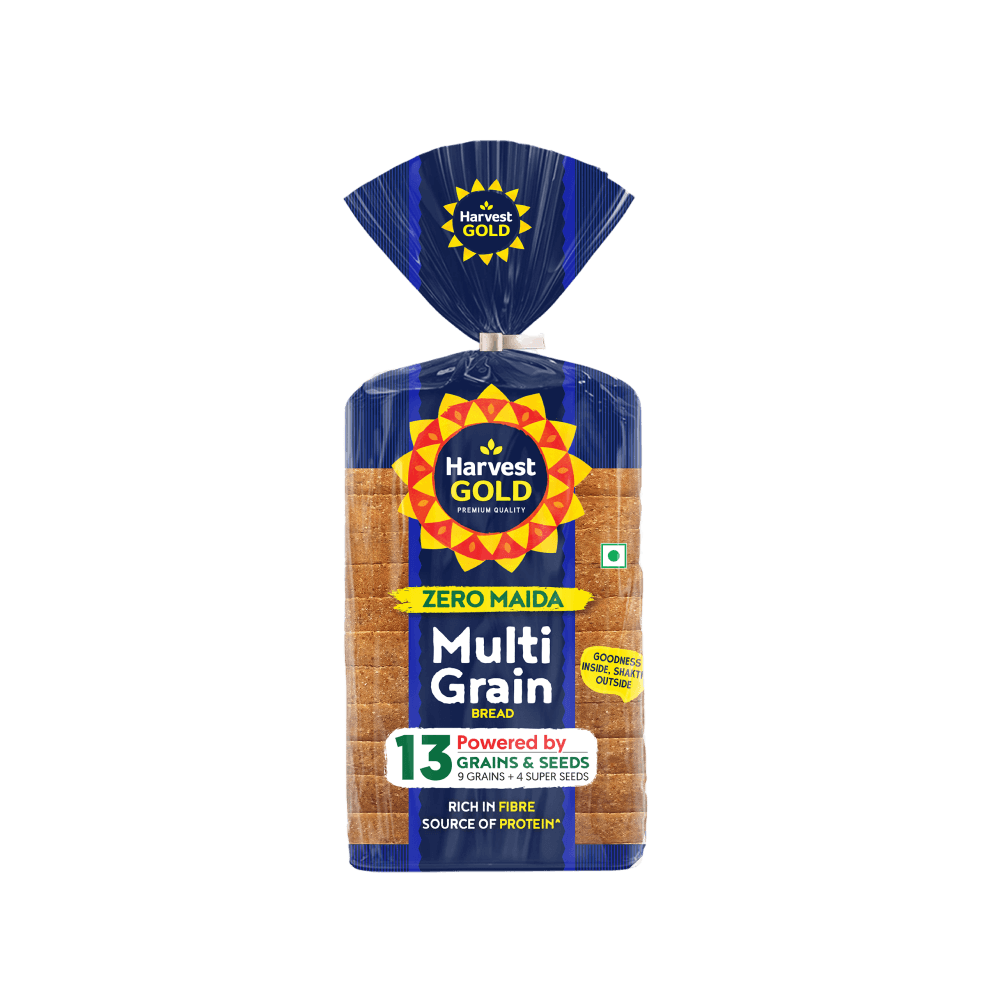 Harvest
GOLD
Harvest
GOLD
PREMIUM QUALITY
ZERO MAIDA
Multi
Grain
BREAD
GOODNESS
INSIDE, SHAKTI
OUTSIDE
13 Powered by
GRAINS & SEEDS
9 GRAINS + 4 SUPER SEEDS
RICH IN FIBRE
SOURCE OF PROTEIN^